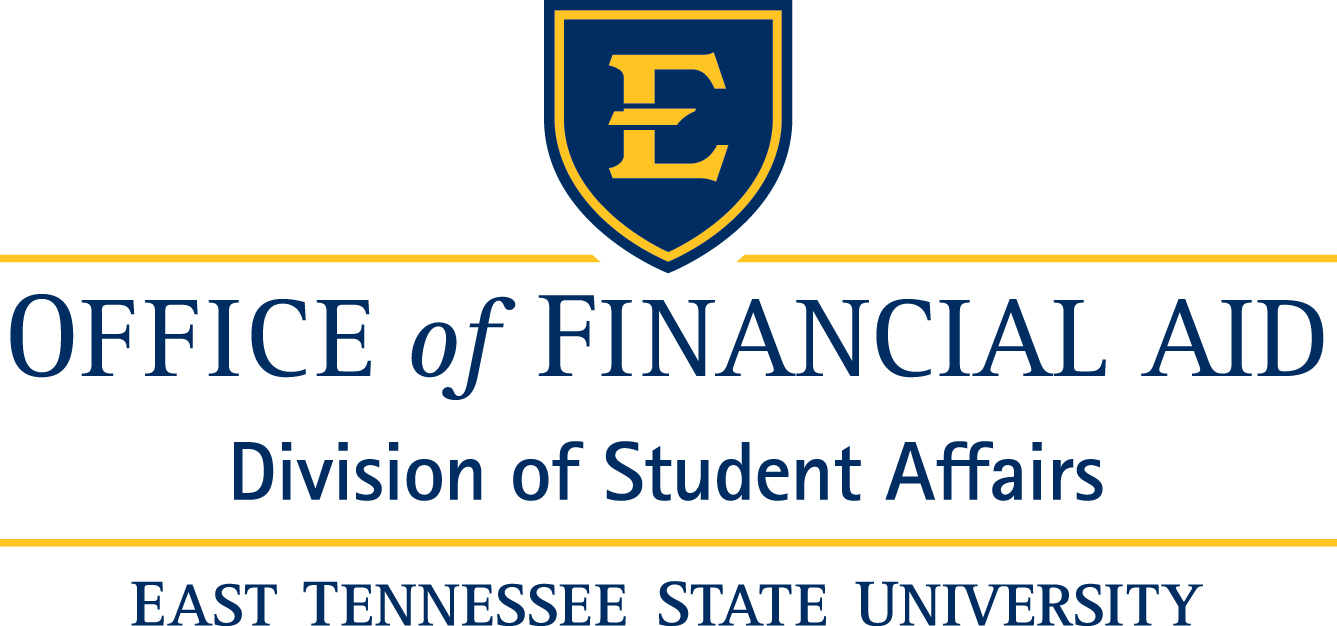 E
OFFICE of FINANCIAL AID
Division of Student Affairs
EAST TENNESSEE STATE UNIVERSITY